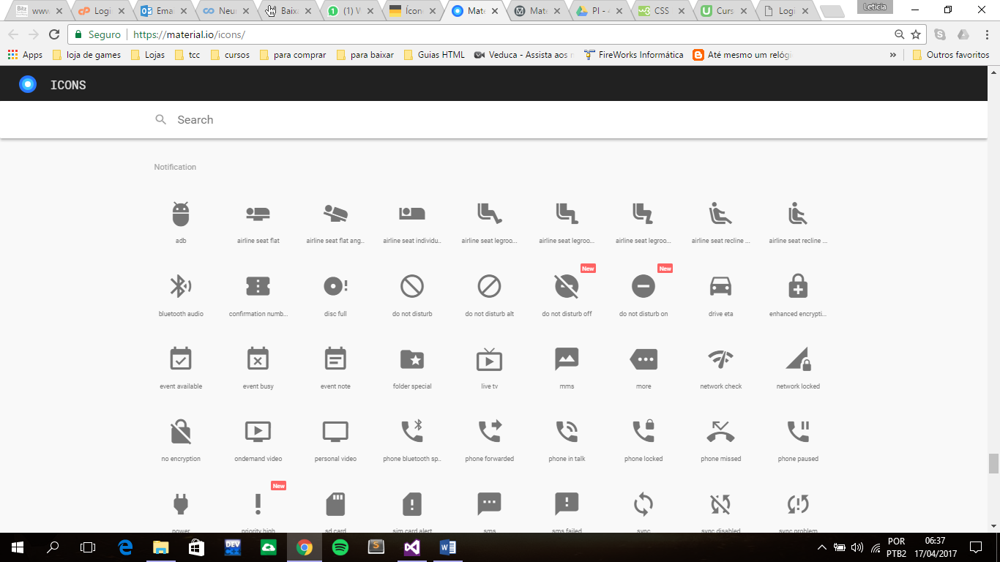 Leticia
www Logi Emai Neur Baixa (1) W Ícon Mate Mate PI - CSS Curs Logi
Seguro https://material.io/icons/
Apps loja de games Lojas tcc cursos para comprar para baixar Guias HTML Veduca - Assista aos FireWorks Informática Até mesmo um relóg » Outros favoritos
ICONS
Search
Notification
adb airline seat flat airline seat flat ang.. airline seat individu.. airline seat legroo... airline seat legroo... airline seat legroo... airline seat recline ... airline seat recline ...
New New
bluetooth audio confirmation numb... disc full do not disturb do not disturb alt do not disturb off do not disturb on drive eta enhanced encrypti...
event available event busy event note folder special live tv mms more network check network locked
no encryption ondemand video personal video phone bluetooth sp.. phone forwarded phone in talk phone locked phone missed phone paused
New
power priority high sd card sim card alert sms sms failed sync sync disabled sync problem
DEV C++ S W POR 06:37
PTB2 17/04/2017